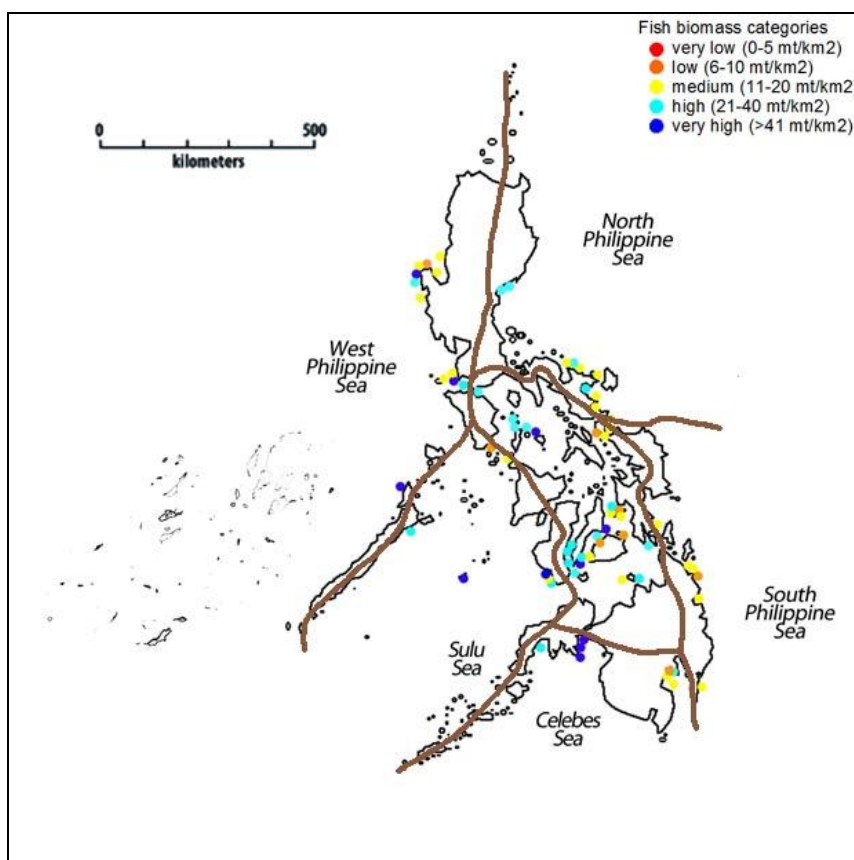 Fish biomass categories
very low (0-5 mt/km2)
low (6-10 mt/km2)
medium (11-20 mt/km2
high (21-40 mt/km2)
very high (>41 mt/km2)
0 500
kilometers
North
Philippine
Sea
West
Philippine
Sea
South
Philippine
Sea
Sulu
Sea
Celebes
Sea